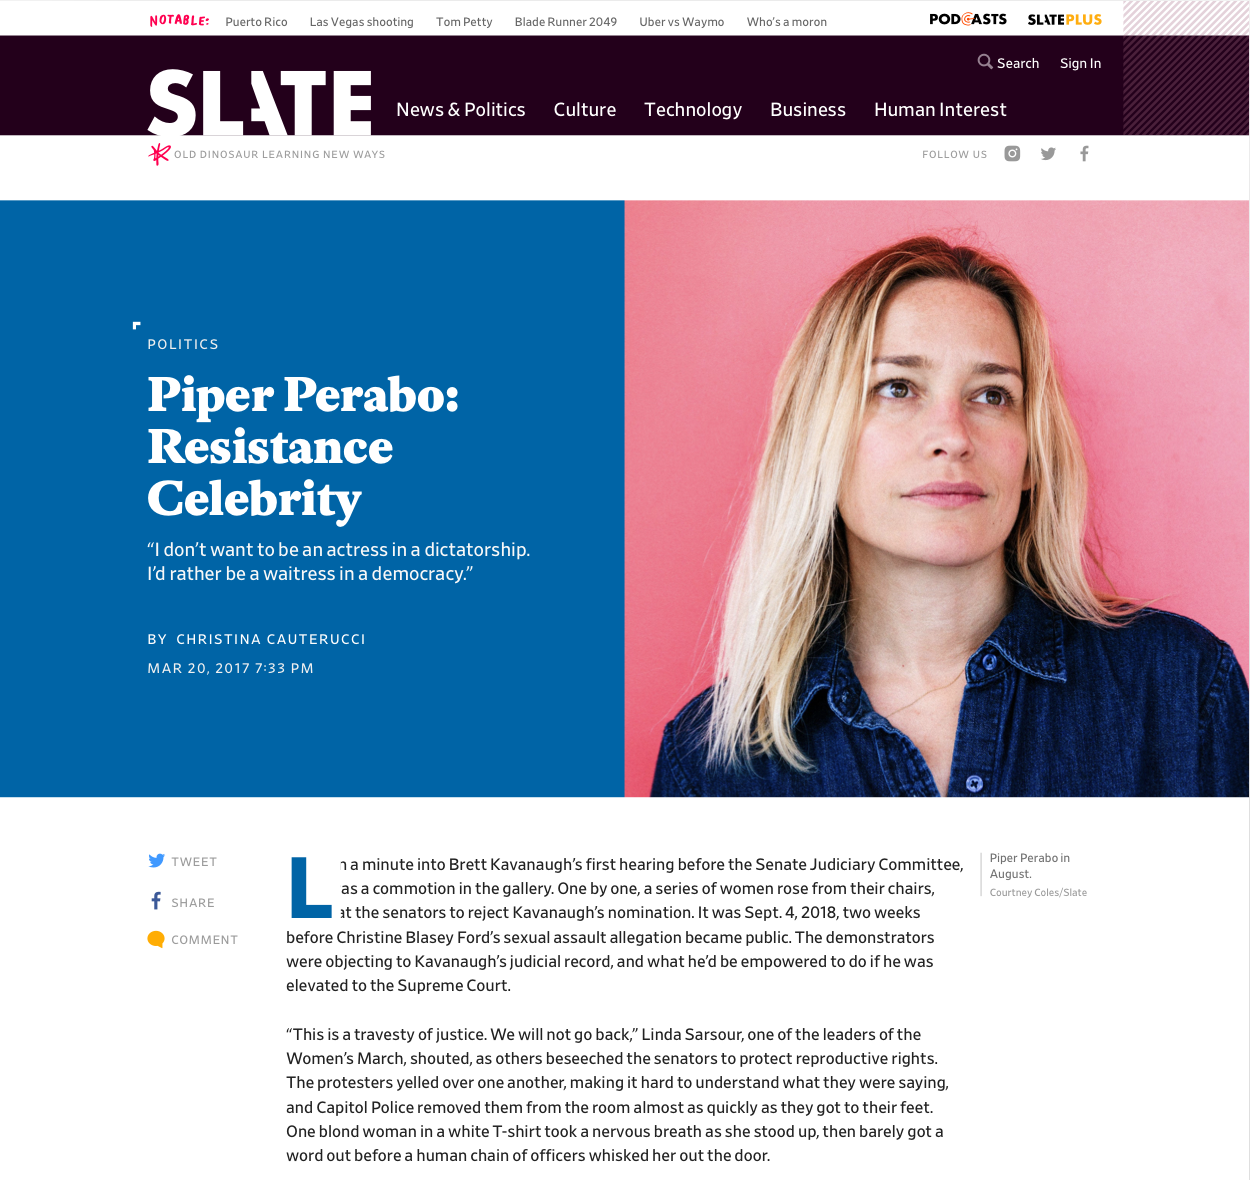 NOTABLE: Puerto Rico Las Vegas shooting Tom Petty Blade Runner 2049 Uber vs Waymo Who's a moron PODCASTS SLATEPLUS
Search Sign In
SLATE News & Politics Culture Technology Business Human Interest
OLD DINOSAUR LEARNING NEW WAYS FOLLOW US
POLITICS
Piper Perabo:
Resistance
Celebrity
“I don’t want to be an actress in a dictatorship.
I’d rather be a waitress in a democracy.”
BY CHRISTINA CAUTERUCCI
MAR 20, 2017 7:33 PM
TWEET
SHARE
COMMENT
L
a minute into Brett Kavanaugh’s first hearing before the Senate Judiciary Committee,
as a commotion in the gallery. One by one, a series of women rose from their chairs,
at the senators to reject Kavanaugh’s nomination. It was Sept. 4, 2018, two weeks
before Christine Blasey Ford’s sexual assault allegation became public. The demonstrators
were objecting to Kavanaugh’s judicial record, and what he’d be empowered to do if he was
elevated to the Supreme Court.
“This is a travesty of justice. We will not go back,” Linda Sarsour, one of the leaders of the
Women’s March, shouted, as others beseeched the senators to protect reproductive rights.
The protesters yelled over one another, making it hard to understand what they were saying,
and Capitol Police removed them from the room almost as quickly as they got to their feet.
One blond woman in a white T-shirt took a nervous breath as she stood up, then barely got a
word out before a human chain of officers whisked her out the door.
Piper Perabo in
August.
Courtney Coles/Slate